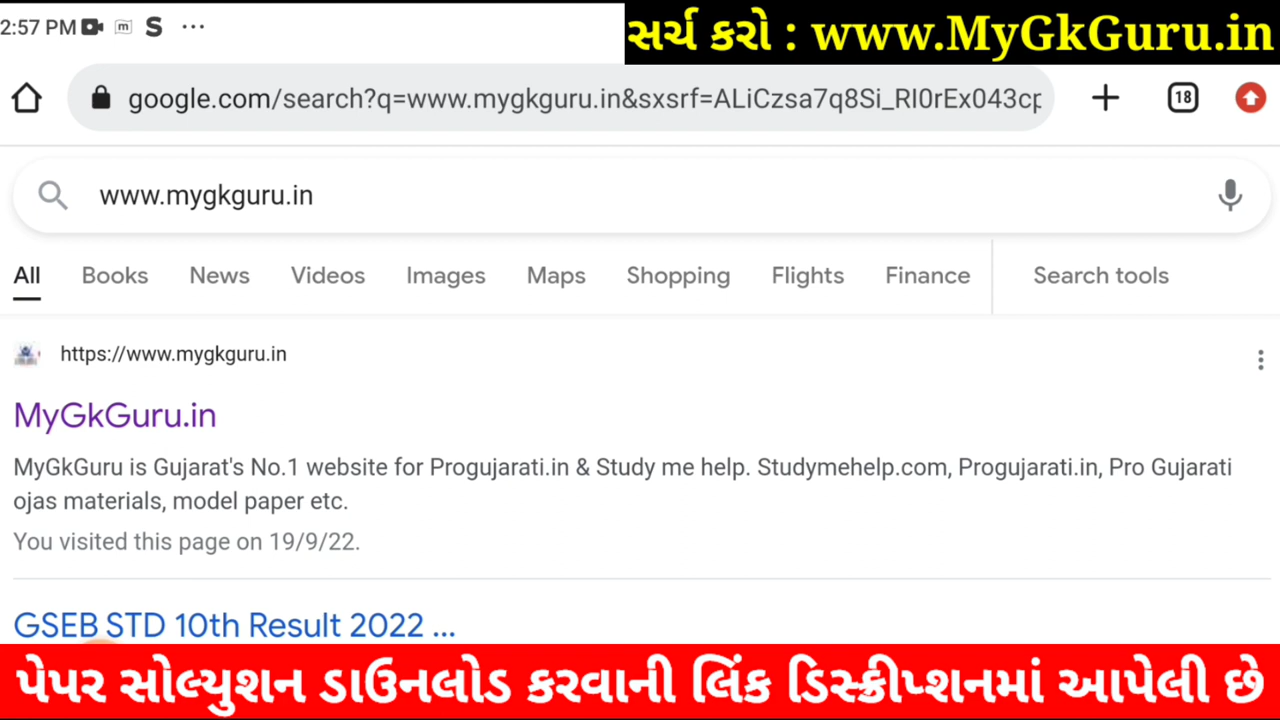 2:57 PM m S ...
સર્ચ કરો : www.MyGkGuru.in
google.com/search?q=www.mygkguru.in&sxsrf=ALiCzsa7q8Si_RI0rEx043cp
18
www.mygkguru.in
All Books News Videos Images Maps Shopping Flights Finance Search tools
https://www.mygkguru.in
MyGkGuru.in
MyGkGuru is Gujarat's No.1 website for Progujarati.in & Study me help. Studymehelp.com, Progujarati.in, Pro Gujarati
ojas materials, model paper etc.
You visited this page on 19/9/22.
GSEB STD 10th Result 2022 ...
પેપર સોલ્યુશન ડાઉનલોડ કરવાની લિંક ડિસ્ક્રીપ્શનમાં આપેલી છે